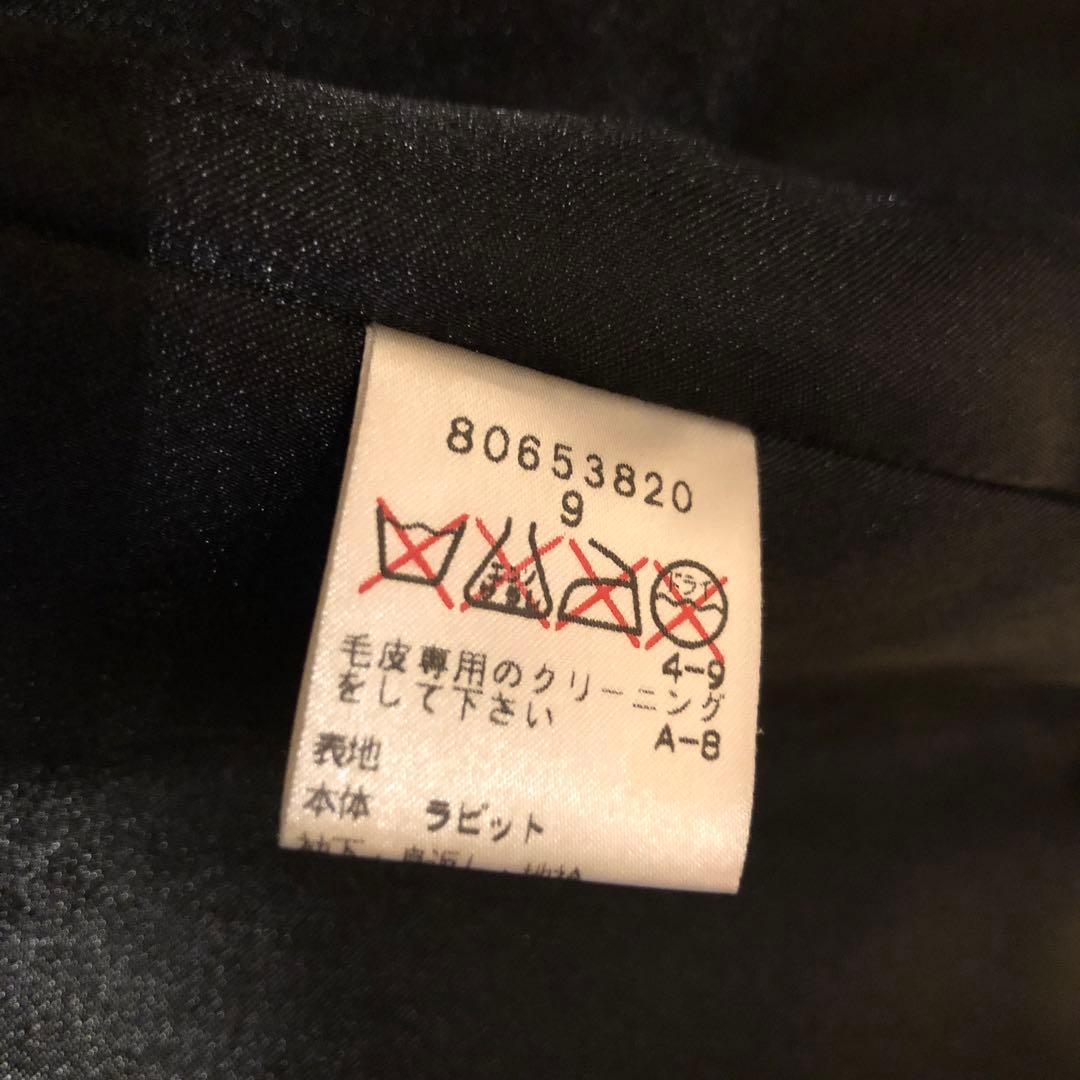 80653820
9
ドライ
4-9
毛皮専用のクリーニング
をして下さい
A-8
表地
本体 ラビット